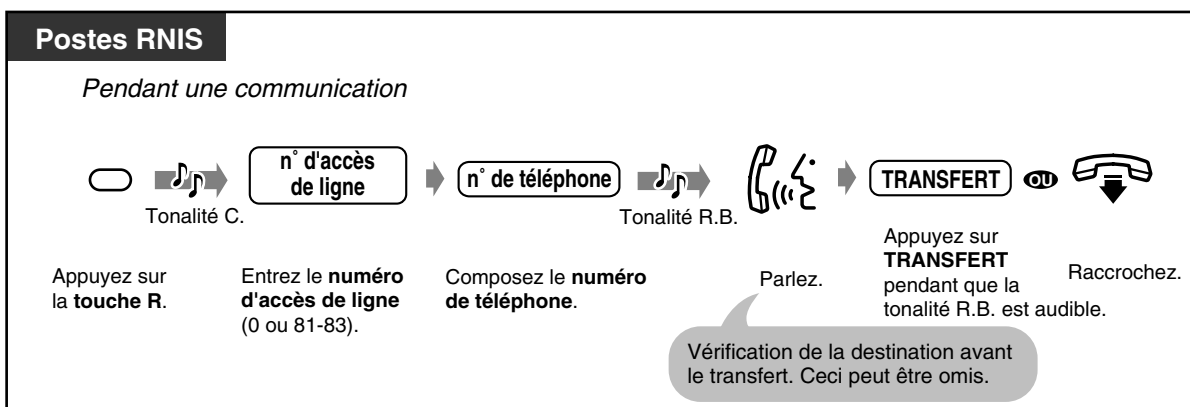 Postes RNIS
Pendant une communication
n° d'accès
de ligne
n° de téléphone
TRANSFERT
OU
Tonalité C.
Tonalité R.B.
Appuyez sur
la touche R.
Entrez le numéro
d'accès de ligne
(0 ou 81-83).
Composez le numéro
de téléphone.
Parlez.
Appuyez sur
TRANSFERT
pendant que la
tonalité R.B. est audible.
Raccrochez.
Vérification de la destination avant
le transfert. Ceci peut être omis.